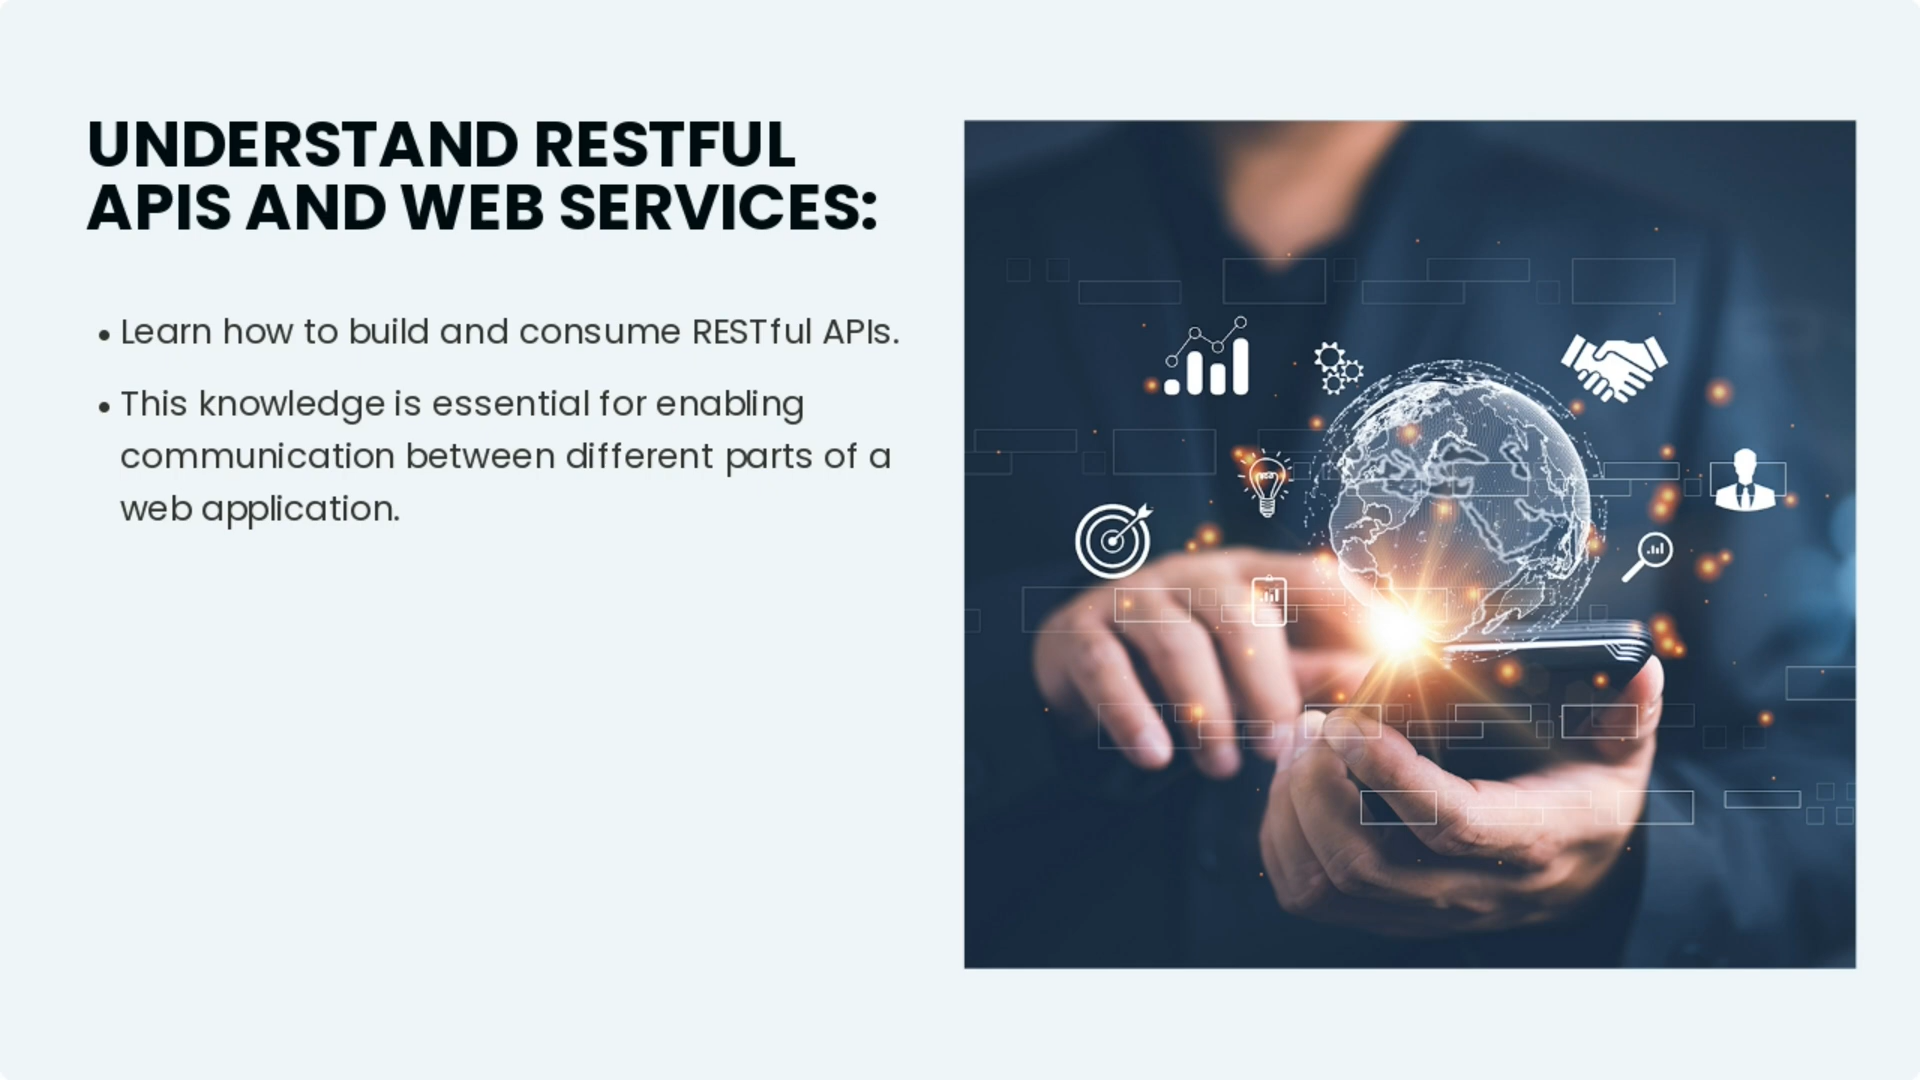 UNDERSTAND RESTFUL
APIS AND WEB SERVICES:
• Learn how to build and consume RESTful APIs.
• This knowledge is essential for enabling
communication between different parts of a
web application.